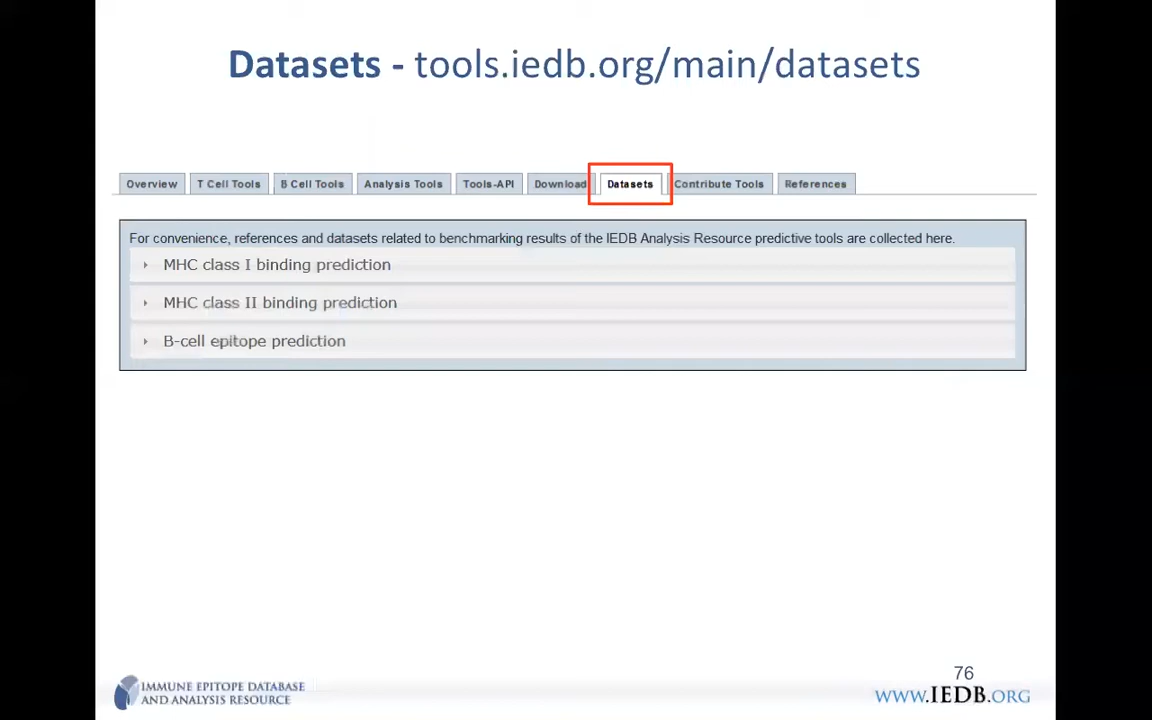 Datasets - tools.iedb.org/main/datasets
Overview T Cell Tools B Cell Tools Analysis Tools Tools-API Download Datasets Contribute Tools References
For convenience, references and datasets related to benchmarking results of the IEDB Analysis Resource predictive tools are collected here.
MHC class I binding prediction
MHC class II binding prediction
B-cell epitope prediction
76
IMMUNE EPITOPE DATABASE
AND ANALYSIS RESOURCE
WWW.IEDB.ORG